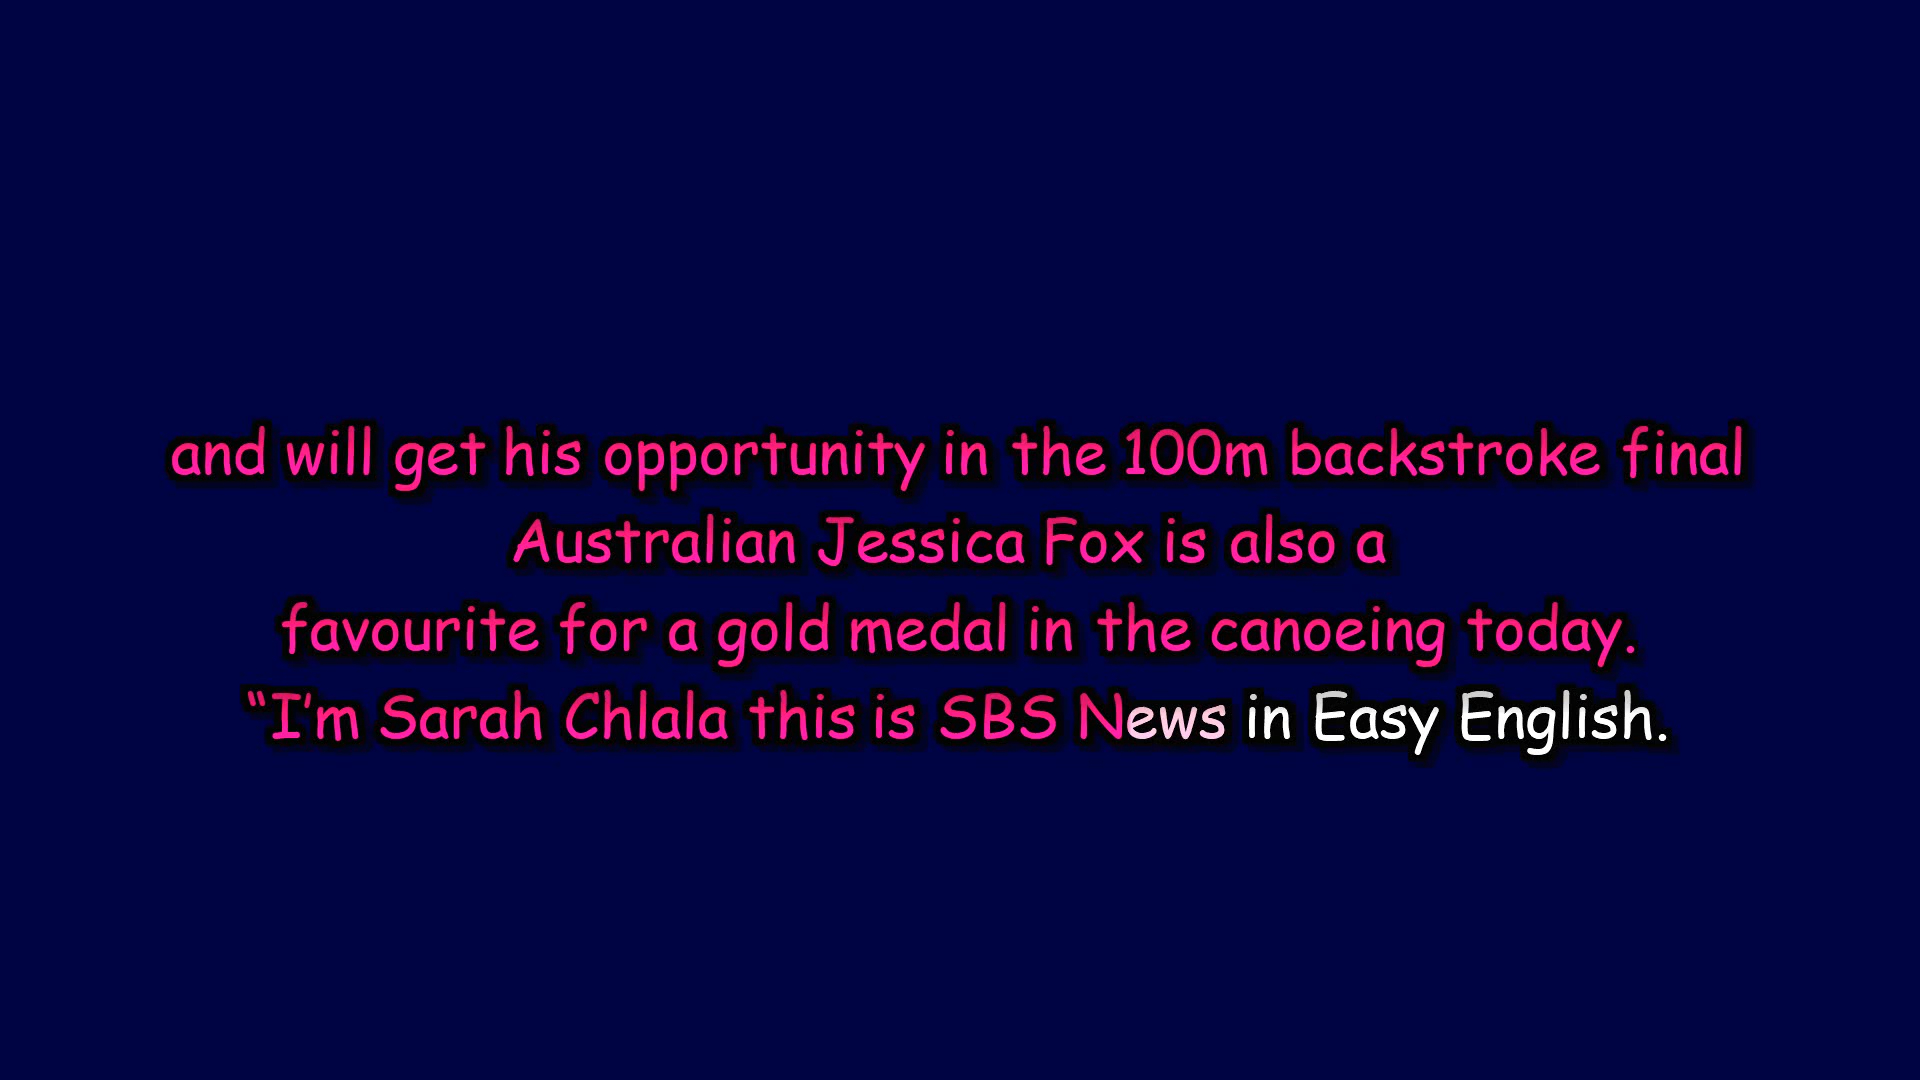 and will get his opportunity in the 100m backstroke final
Australian Jessica Fox is also a
favourite for a gold medal in the canoeing today.
“I’m Sarah Chlala this is SBS News in Easy English.